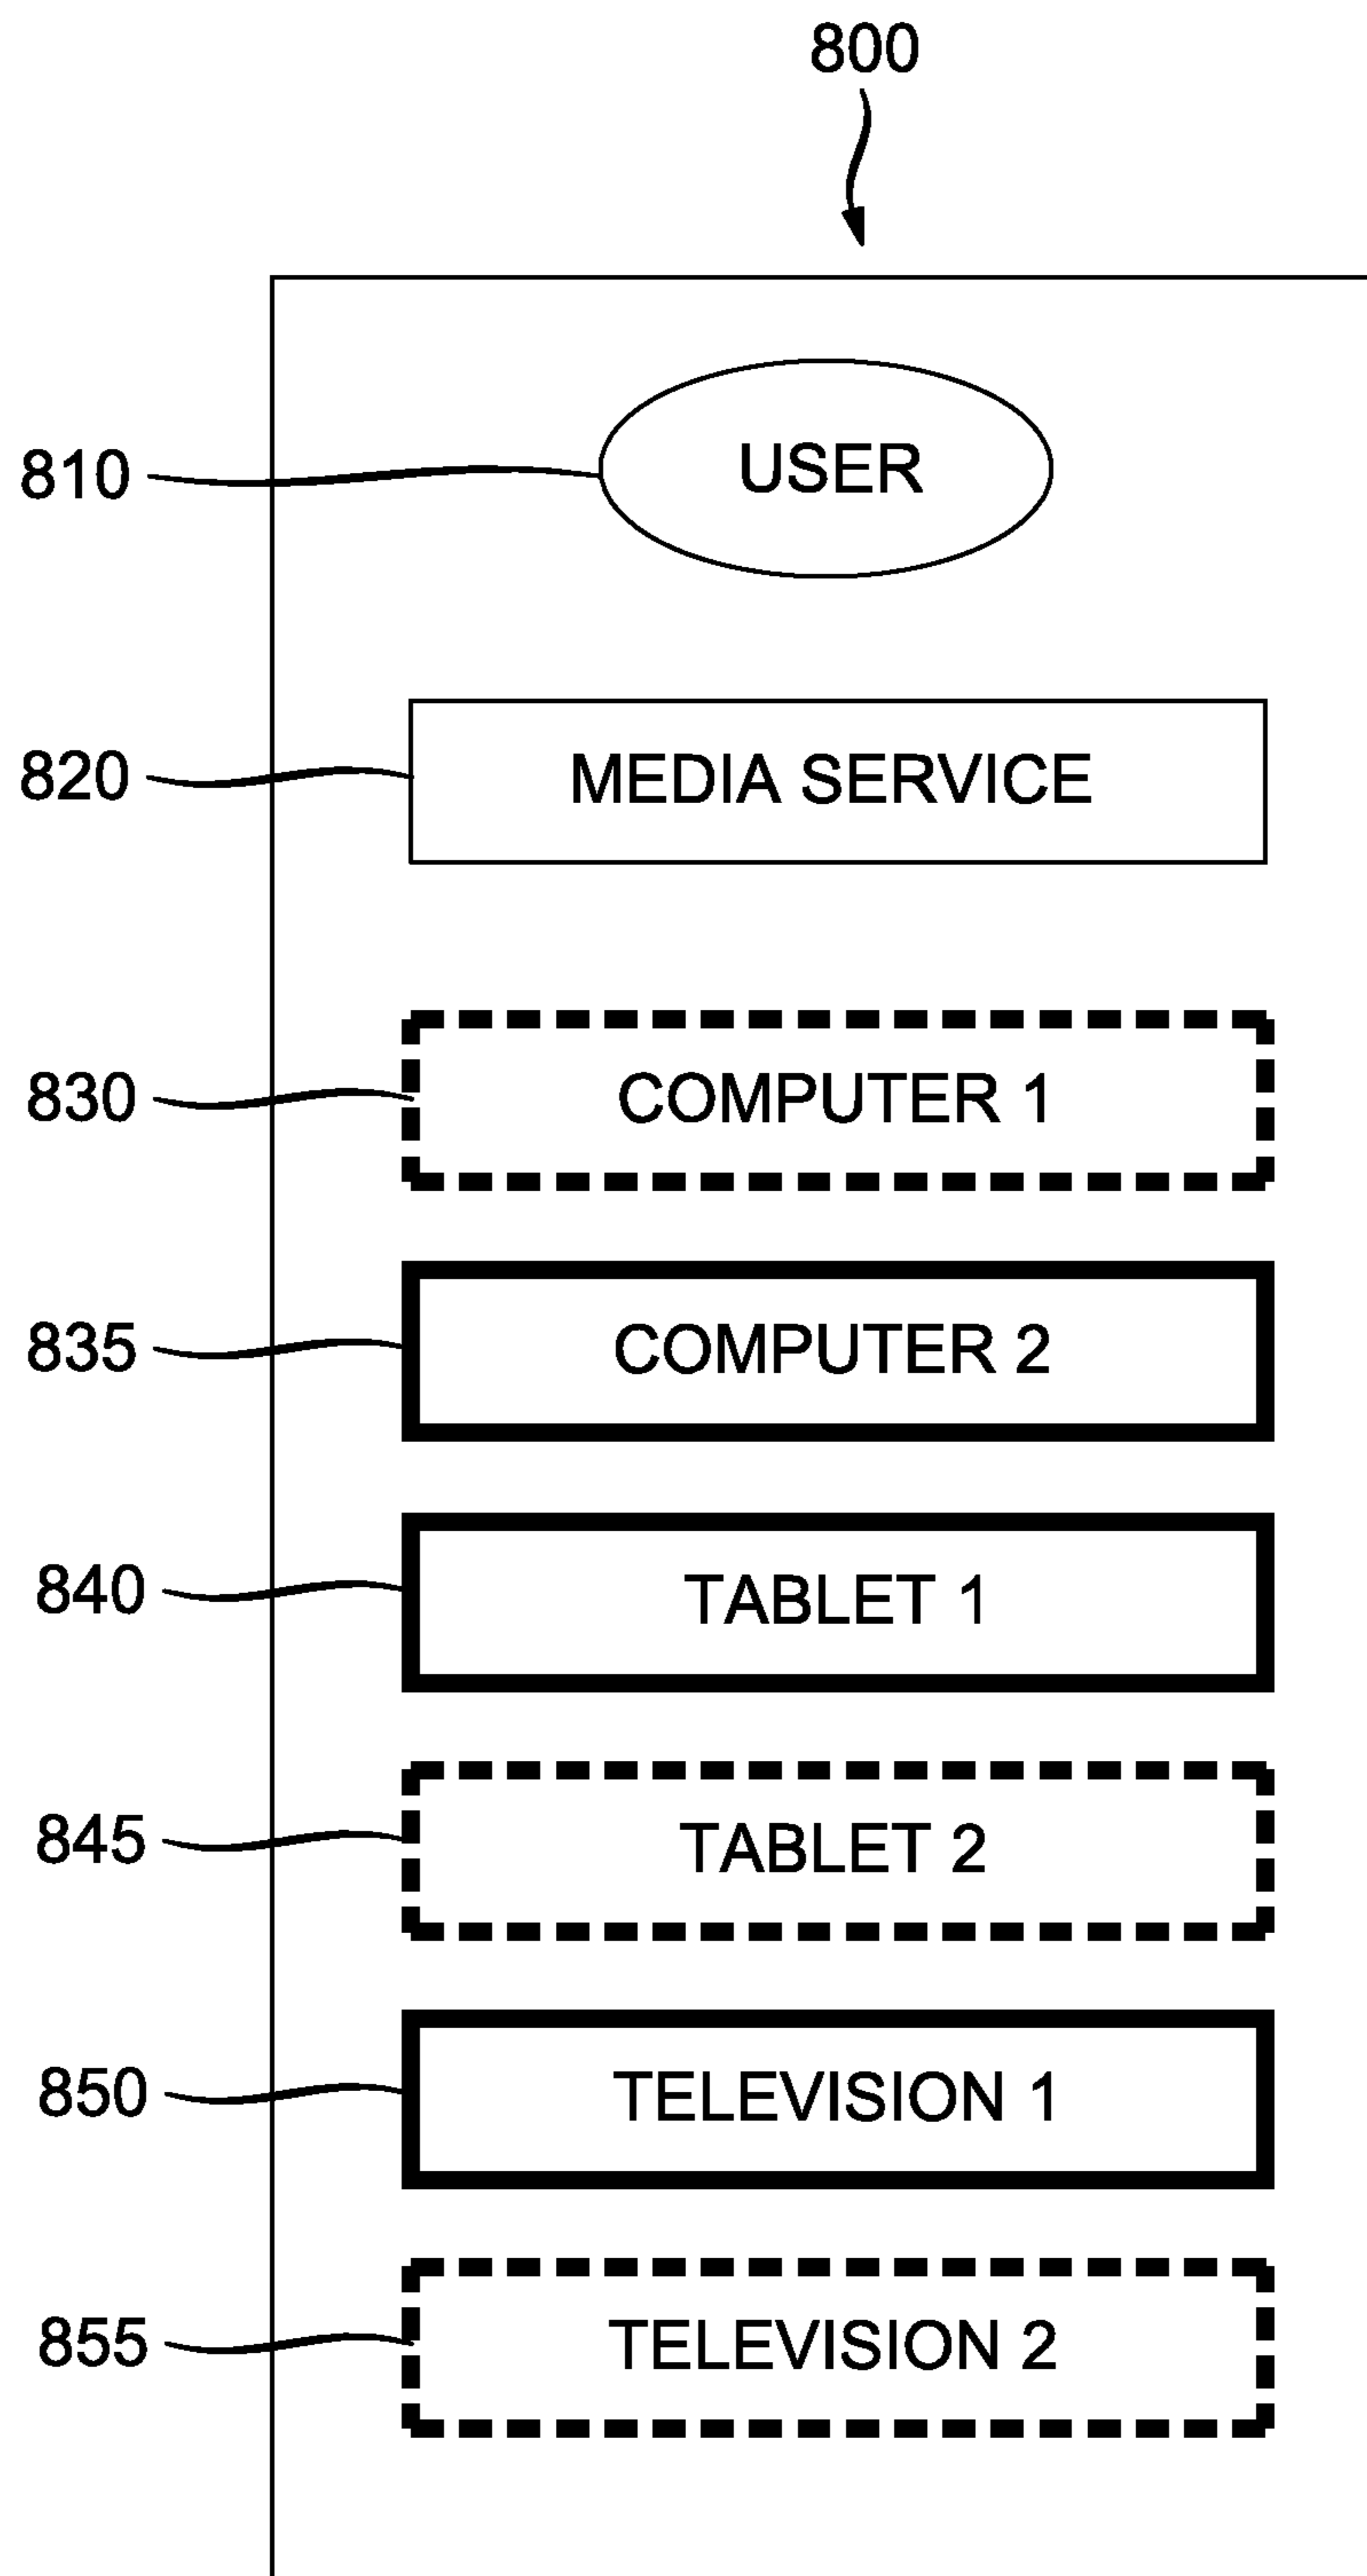 800
810 USER
820 MEDIA SERVICE
830 COMPUTER 1
835 COMPUTER 2
840 TABLET 1
845 TABLET 2
850 TELEVISION 1
855 TELEVISION 2